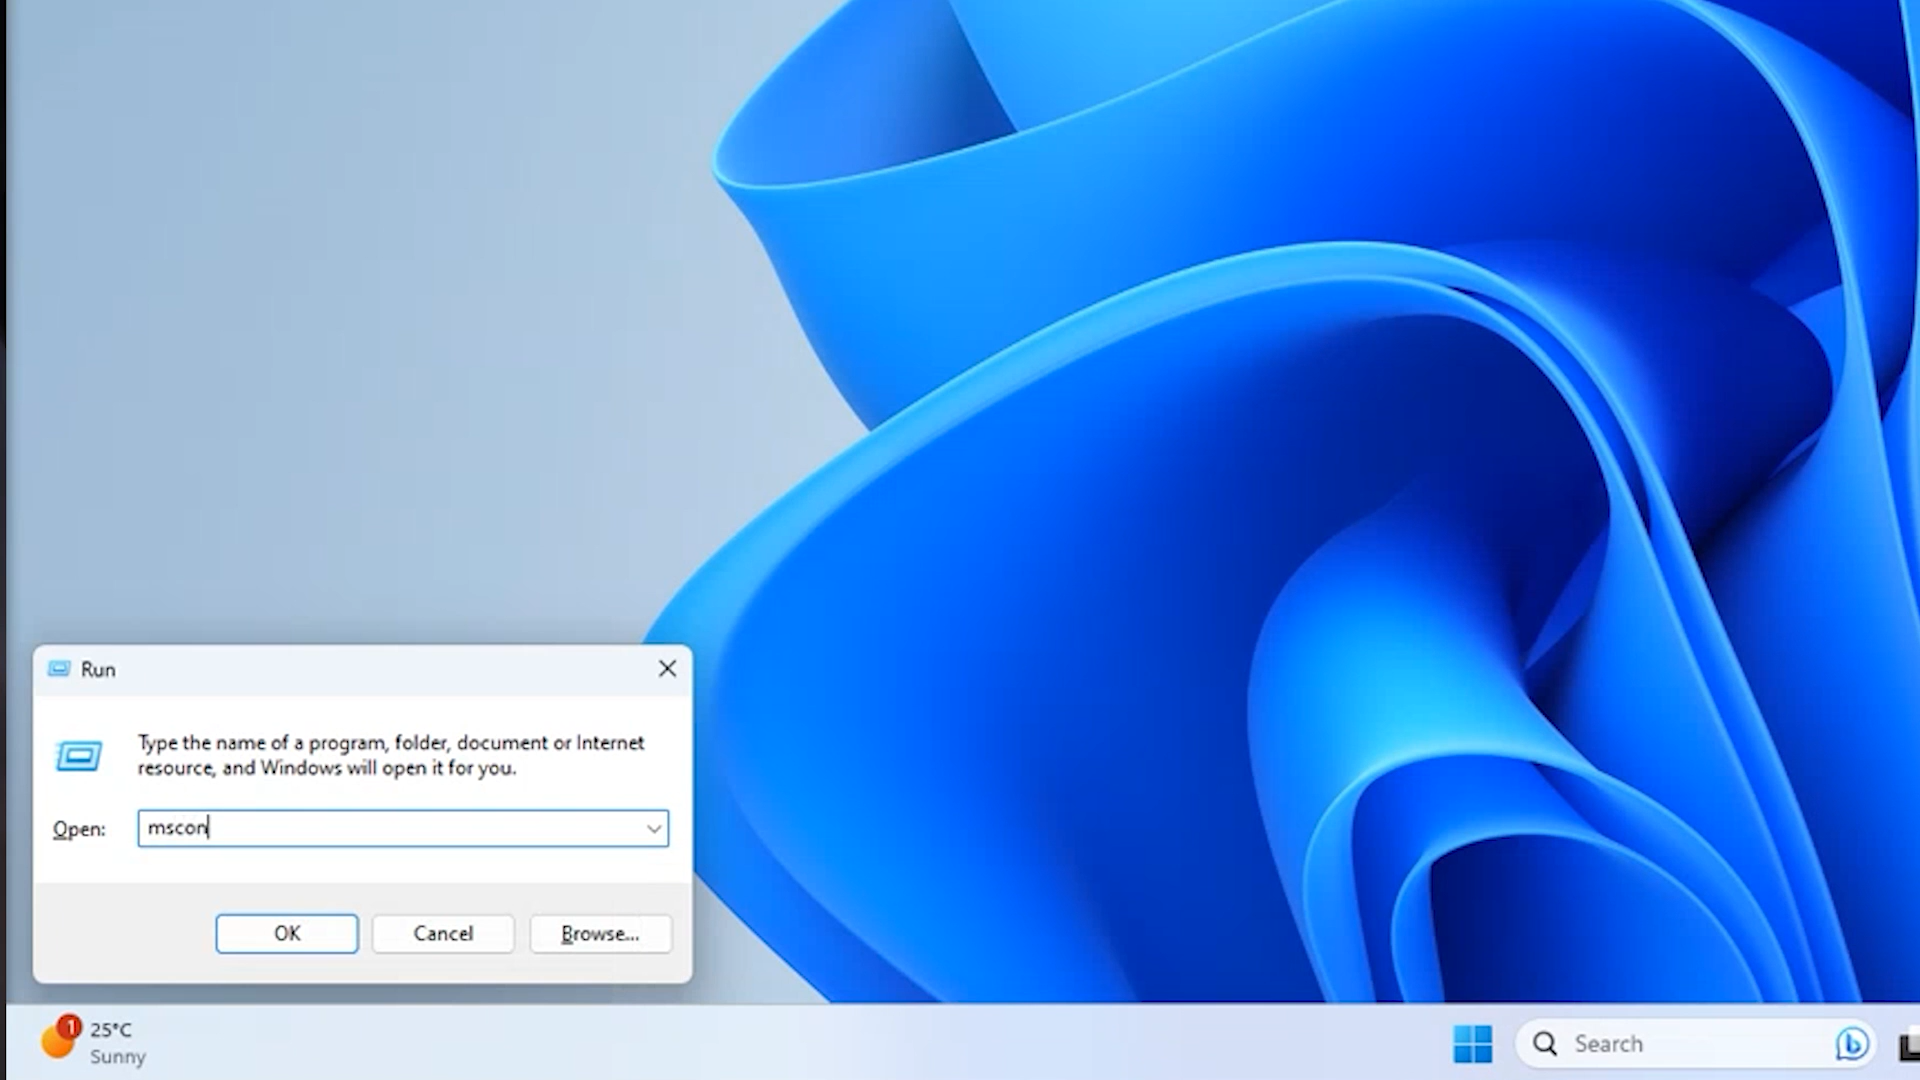 Run
Type the name of a program, folder, document or Internet
resource, and Windows will open it for you.
Open:
mscon
OK
Cancel
Browse...
1
25°C
Sunny
Search
b